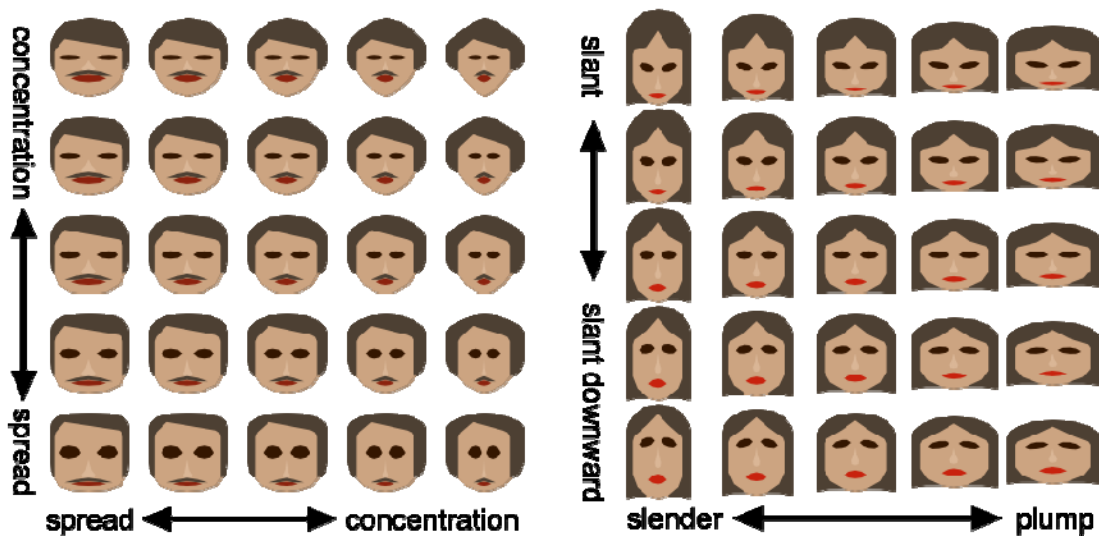 concentration
spread
spread
concentration
slant
slant downward
slender
plump